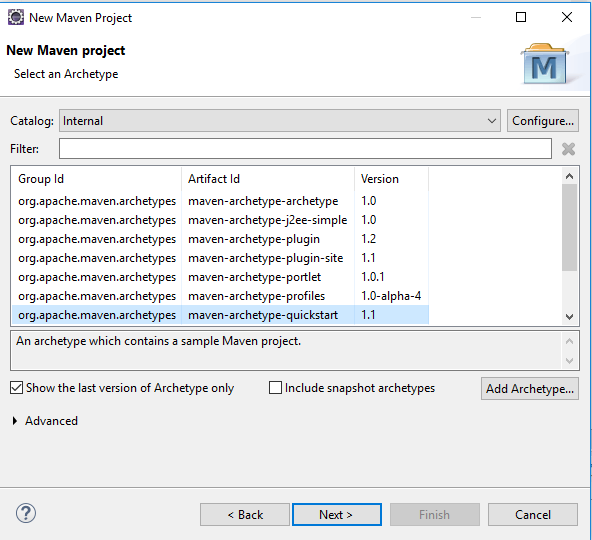 New Maven Project
New Maven project
Select an Archetype
M
Catalog: Internal Configure...
Filter:
Group Id Artifact Id Version
org.apache.maven.archetypes maven-archetype-archetype 1.0
org.apache.maven.archetypes maven-archetype-j2ee-simple 1.0
org.apache.maven.archetypes maven-archetype-plugin 1.2
org.apache.maven.archetypes maven-archetype-plugin-site 1.1
org.apache.maven.archetypes maven-archetype-portlet 1.0.1
org.apache.maven.archetypes maven-archetype-profiles 1.0-alpha-4
org.apache.maven.archetypes maven-archetype-quickstart 1.1
An archetype which contains a sample Maven project.
Show the last version of Archetype only Include snapshot archetypes Add Archetype...
Advanced
? < Back Next > Finish Cancel